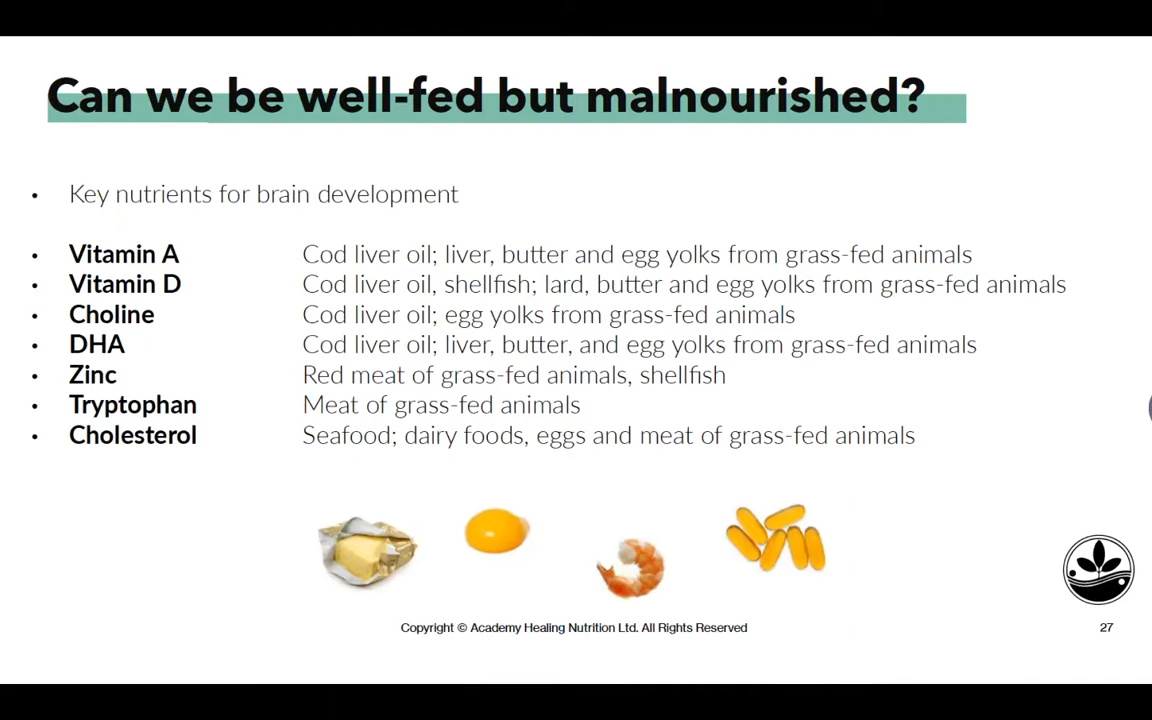 Can we be well-fed but malnourished?
• Key nutrients for brain development
• Vitamin A Cod liver oil; liver, butter and egg yolks from grass-fed animals
• Vitamin D Cod liver oil, shellfish; lard, butter and egg yolks from grass-fed animals
• Choline Cod liver oil; egg yolks from grass-fed animals
• DHA Cod liver oil; liver, butter, and egg yolks from grass-fed animals
• Zinc Red meat of grass-fed animals, shellfish
• Tryptophan Meat of grass-fed animals
• Cholesterol Seafood; dairy foods, eggs and meat of grass-fed animals
Copyright © Academy Healing Nutrition Ltd. All Rights Reserved
27